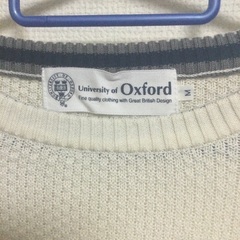 University of Oxford
Fine quality clothing with Great British Design
M